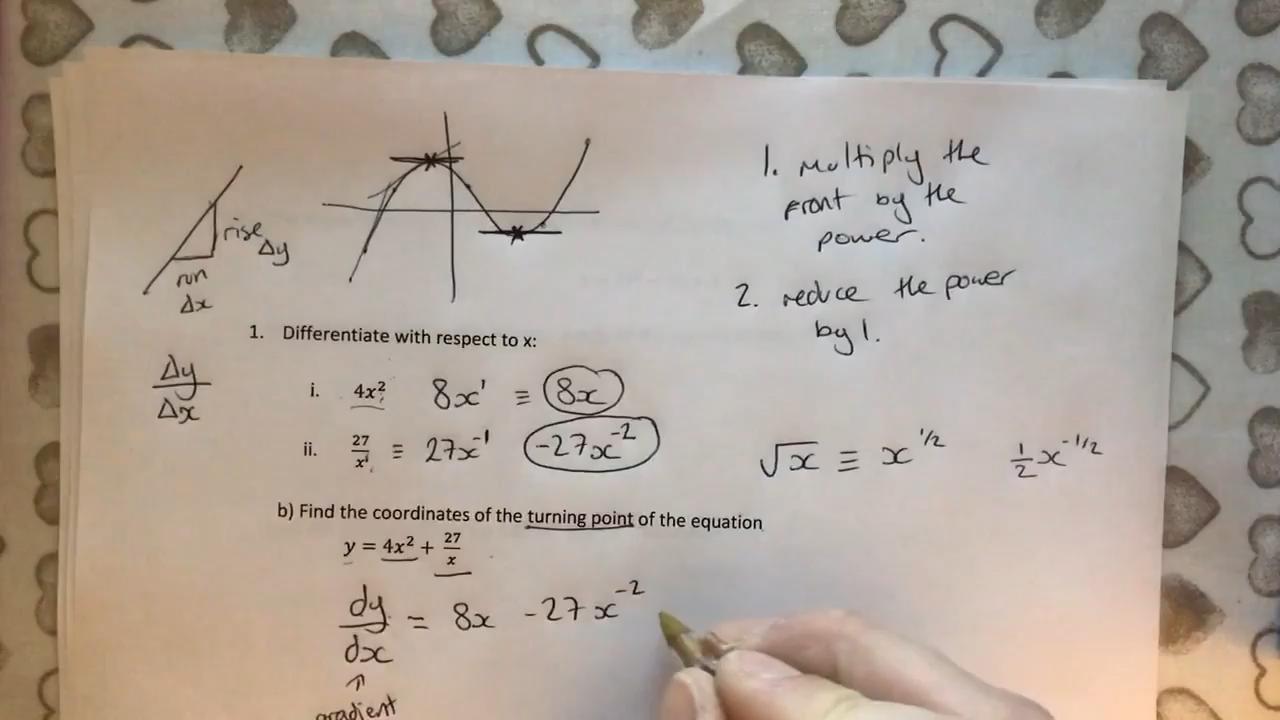 1. Multiply the
front by the
power.
2. reduce the power
by 1.
rise
Δy
run
Δx
Δy
Δx
1. Differentiate with respect to x:
i. 4x² 8x¹ ≡ 8x
ii. 27/x¹ ≡ 27x⁻¹ -27x⁻²
√x ≡ x^1/2 1/2 x^-1/2
b) Find the coordinates of the turning point of the equation
y = 4x² + 27/x
dy/dx = 8x -27x⁻²
↑
gradient